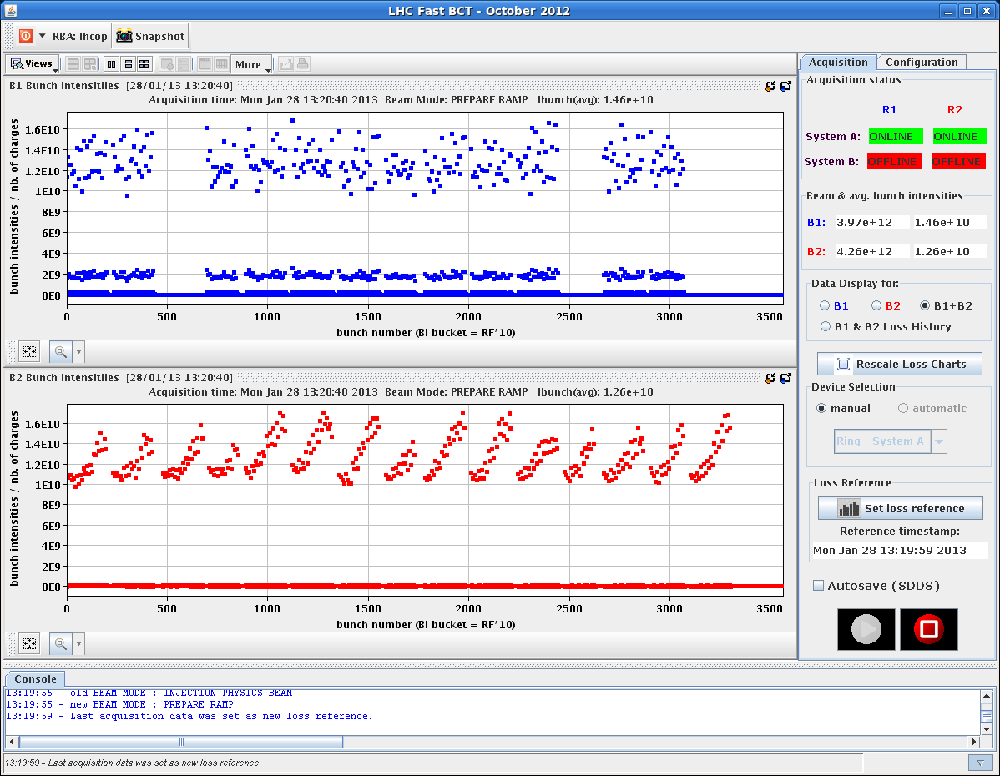 LHC Fast BCT - October 2012
RBA: lhcop Snapshot
Views More
B1 Bunch intensitiies [28/01/13 13:20:40]
Acquisition time: Mon Jan 28 13:20:40 2013 Beam Mode: PREPARE RAMP Ibunch(avg): 1.46e+10
bunch intensities / nb. of charges
1.6E10
1.4E10
1.2E10
1E10
8E9
6E9
4E9
2E9
0E0
0 500 1000 1500 2000 2500 3000 3500
bunch number (BI bucket = RF*10)
B2 Bunch intensitiies [28/01/13 13:20:40]
Acquisition time: Mon Jan 28 13:20:40 2013 Beam Mode: PREPARE RAMP Ibunch(avg): 1.26e+10
bunch intensities / nb. of charges
1.6E10
1.4E10
1.2E10
1E10
8E9
6E9
4E9
2E9
0E0
0 500 1000 1500 2000 2500 3000 3500
bunch number (BI bucket = RF*10)
Acquisition Configuration
Acquisition status
R1 R2
System A: ONLINE ONLINE
System B: OFFLINE OFFLINE
Beam & avg. bunch intensities
B1: 3.97e+12 1.46e+10
B2: 4.26e+12 1.26e+10
Data Display for:
B1 B2 B1+B2
B1 & B2 Loss History
Rescale Loss Charts
Device Selection
manual automatic
Ring - System A
Loss Reference
Set loss reference
Reference timestamp:
Mon Jan 28 13:19:59 2013
Autosave (SDDS)
Console
13:19:55 - old BEAM MODE : INJECTION PHYSICS BEAM
13:19:55 - new BEAM MODE : PREPARE RAMP
13:19:59 - Last acquisition data was set as new loss reference.
13:19:59 - Last acquisition data was set as new loss reference.